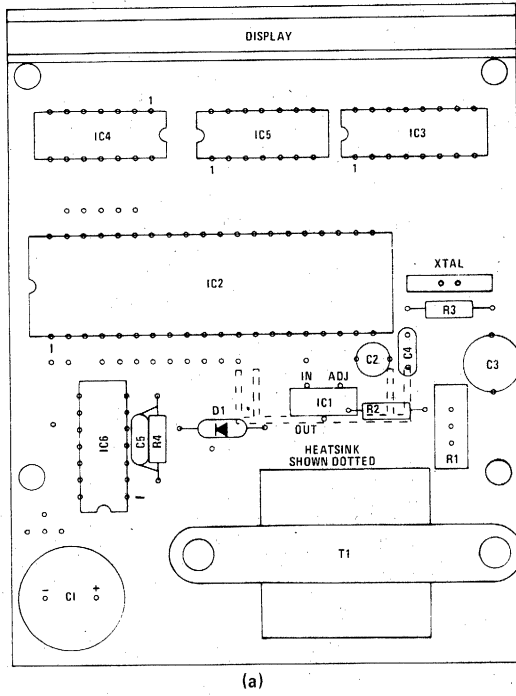 DISPLAY
1
IC4
IC5
IC3
1
1
IC2
XTAL
R3
1
C2
C4
C3
IN ADJ
IC1
D1
R2
OUT
IC6
C5
R4
R1
HEATSINK
SHOWN DOTTED
1
T1
- C1 +
(a)